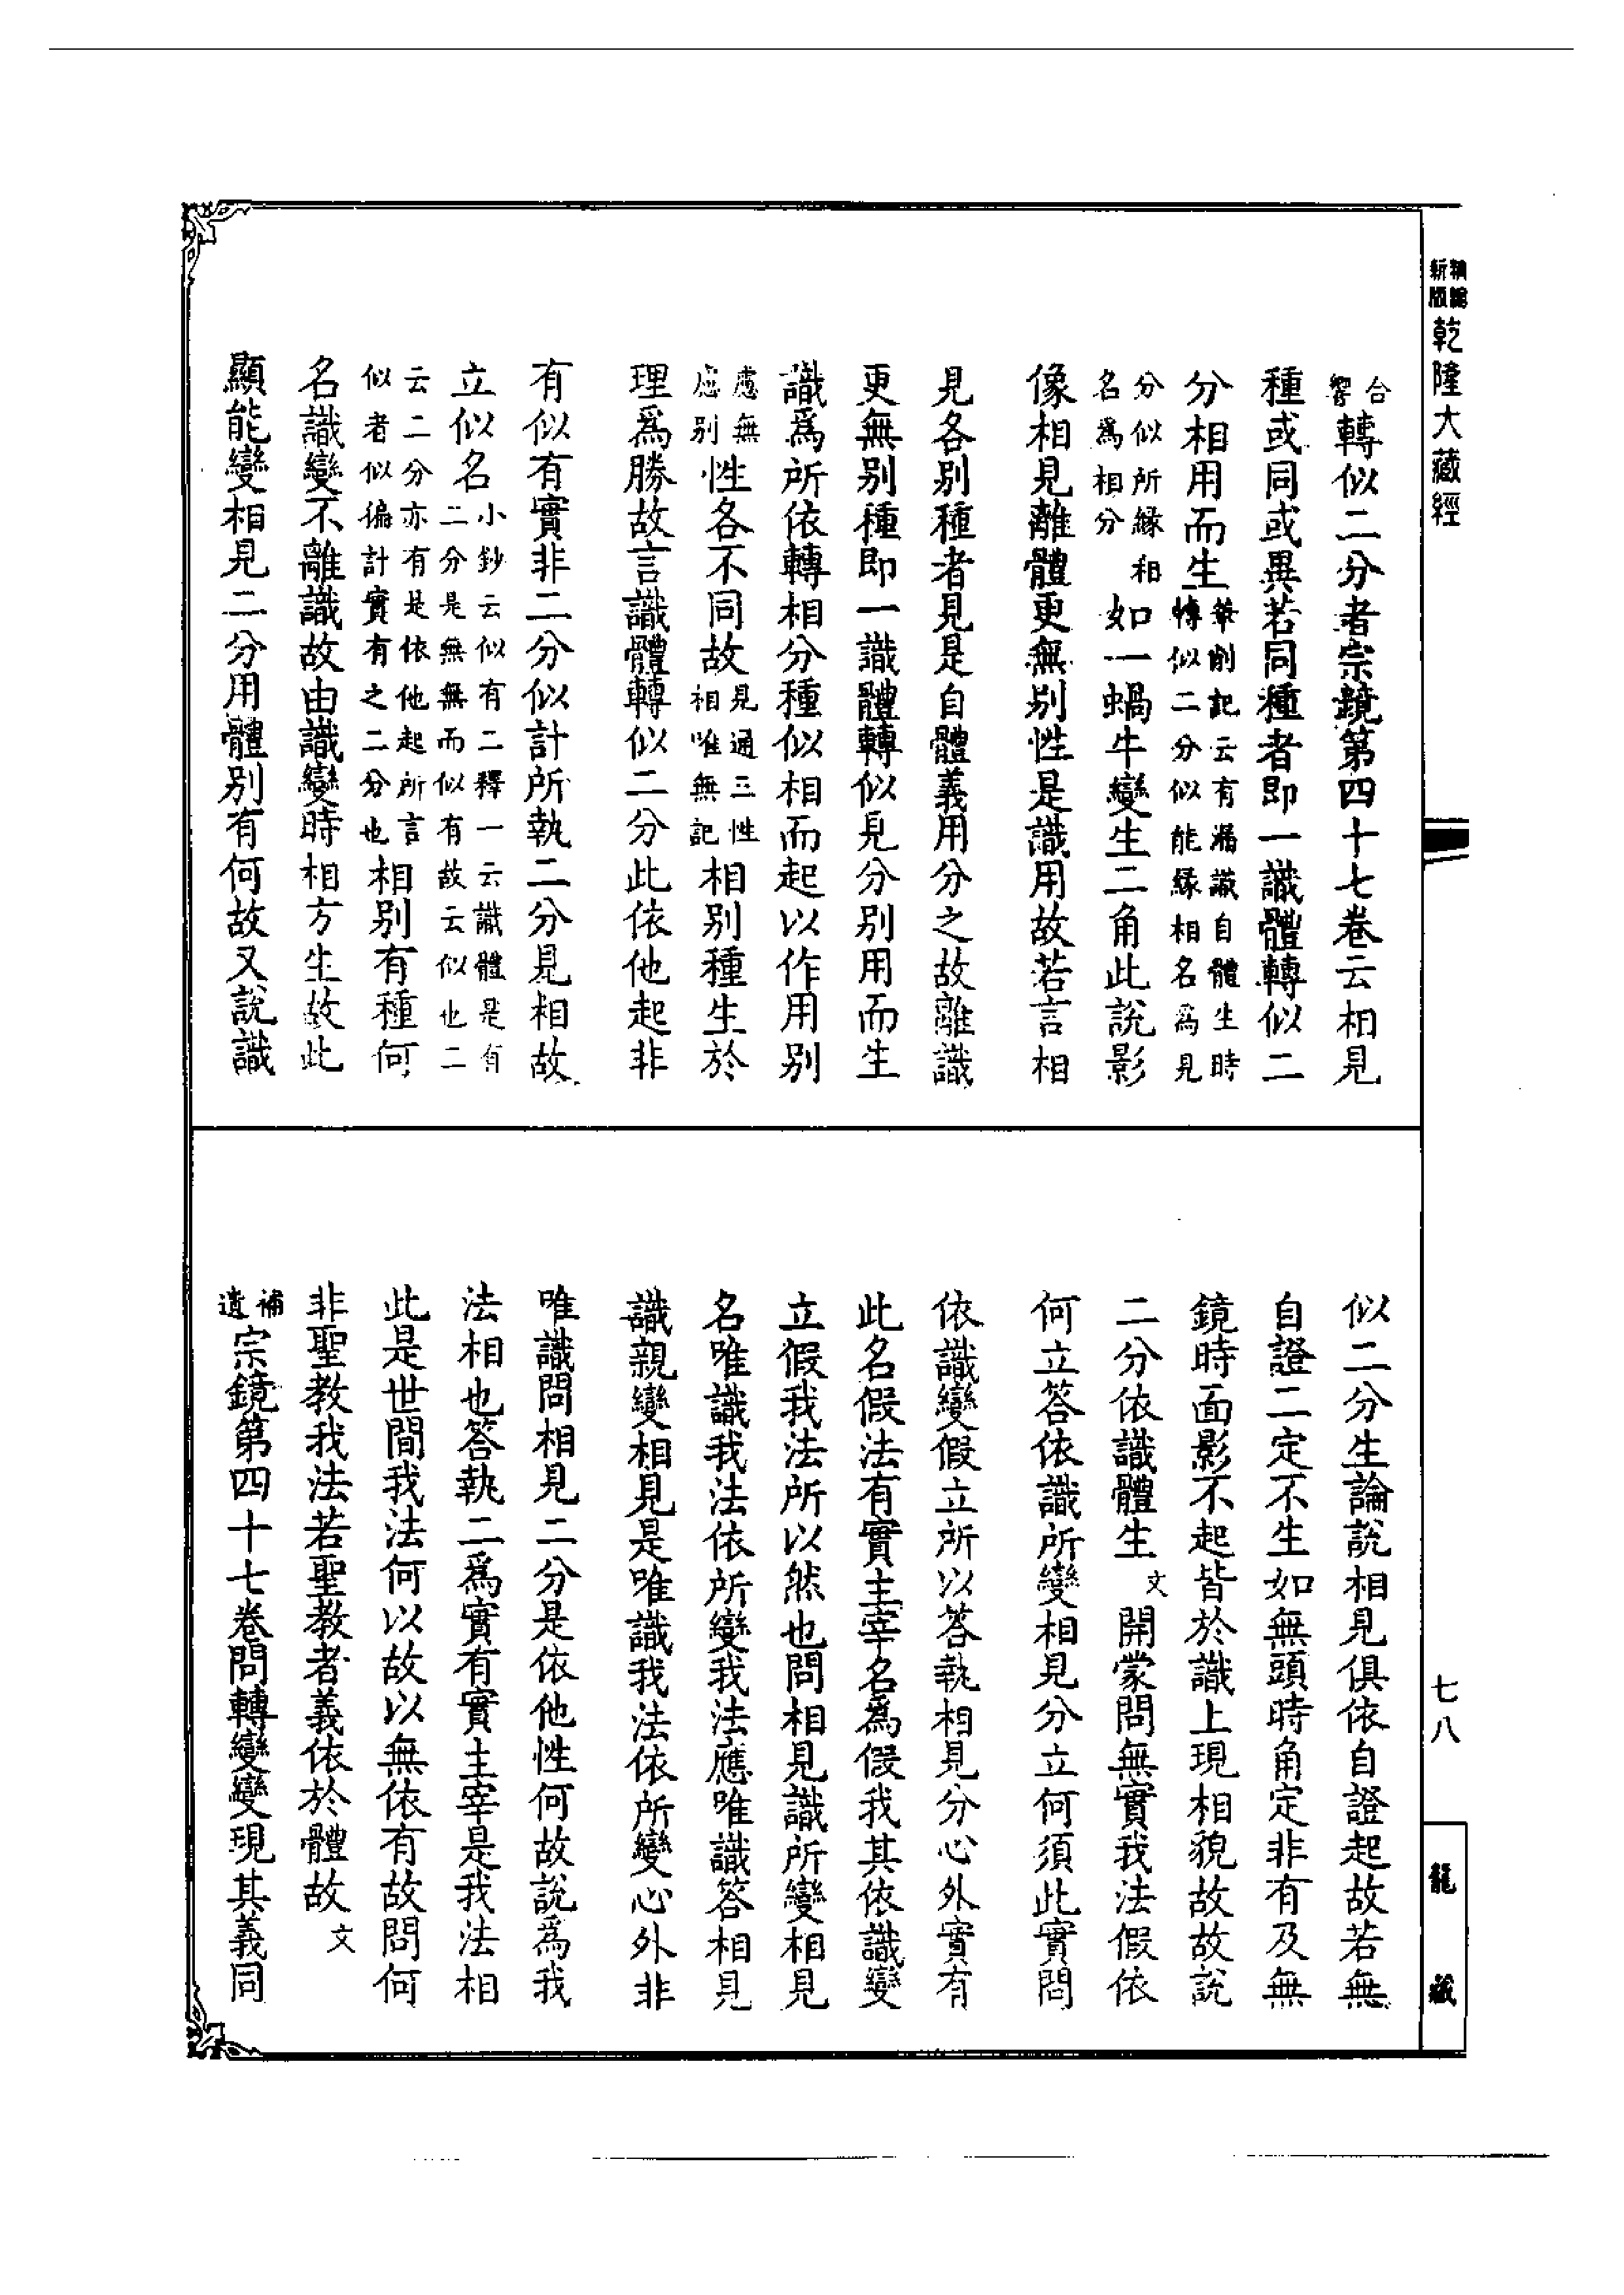 精縮新版
乾隆大藏經
七八
龍藏
合響轉似二分者宗鏡第四十七卷云相見
種或同或異若同種者即一識體轉似二
分相用而生筆削記云有漏識自體生時轉似二分似能緣相名為見
分似所緣相名為相分如一蝸牛變生二角此說影
像相見離體更無別性是識用故若言相
見各別種者見是自體義用分之故離識
更無別種即一識體轉似見分別用而生
識爲所依轉相分種似相而起以作用別
慮無慮別性各不同故見通三性相唯無記相別種生於
理爲勝故言識體轉似二分此依他起非
有似有實非二分似計所執二分見相故
立似名小鈔云似有二釋一云識體是有二分是無無而似有故云似也二
云二分亦有是依他起所言似者似徧計實有之二分也相別有種何
名識變不離識故由識變時相方生故此
顯能變相見二分用體別有何故又說識
似二分生論說相見俱依自證起故若無
自證二定不生如無頭時角定非有及無
鏡時面影不起皆於識上現相貌故故說
二分依識體生文開蒙問無實我法假依
何立答依識所變相見分立何須此實問
依識變假立所以答執相見分心外實有
此名假法有實主宰名爲假我其依識變
立假我法所以然也問相見識所變相見
名唯識我法依所變我法應唯識答相見
識親變相見是唯識我法依所變心外非
唯識問相見二分是依他性何故說爲我
法相也答執二爲實有實主宰是我法相
此是世間我法何以故以無依有故問何
非聖教我法若聖教者義依於體故文
補遺宗鏡第四十七卷問轉變變現其義同